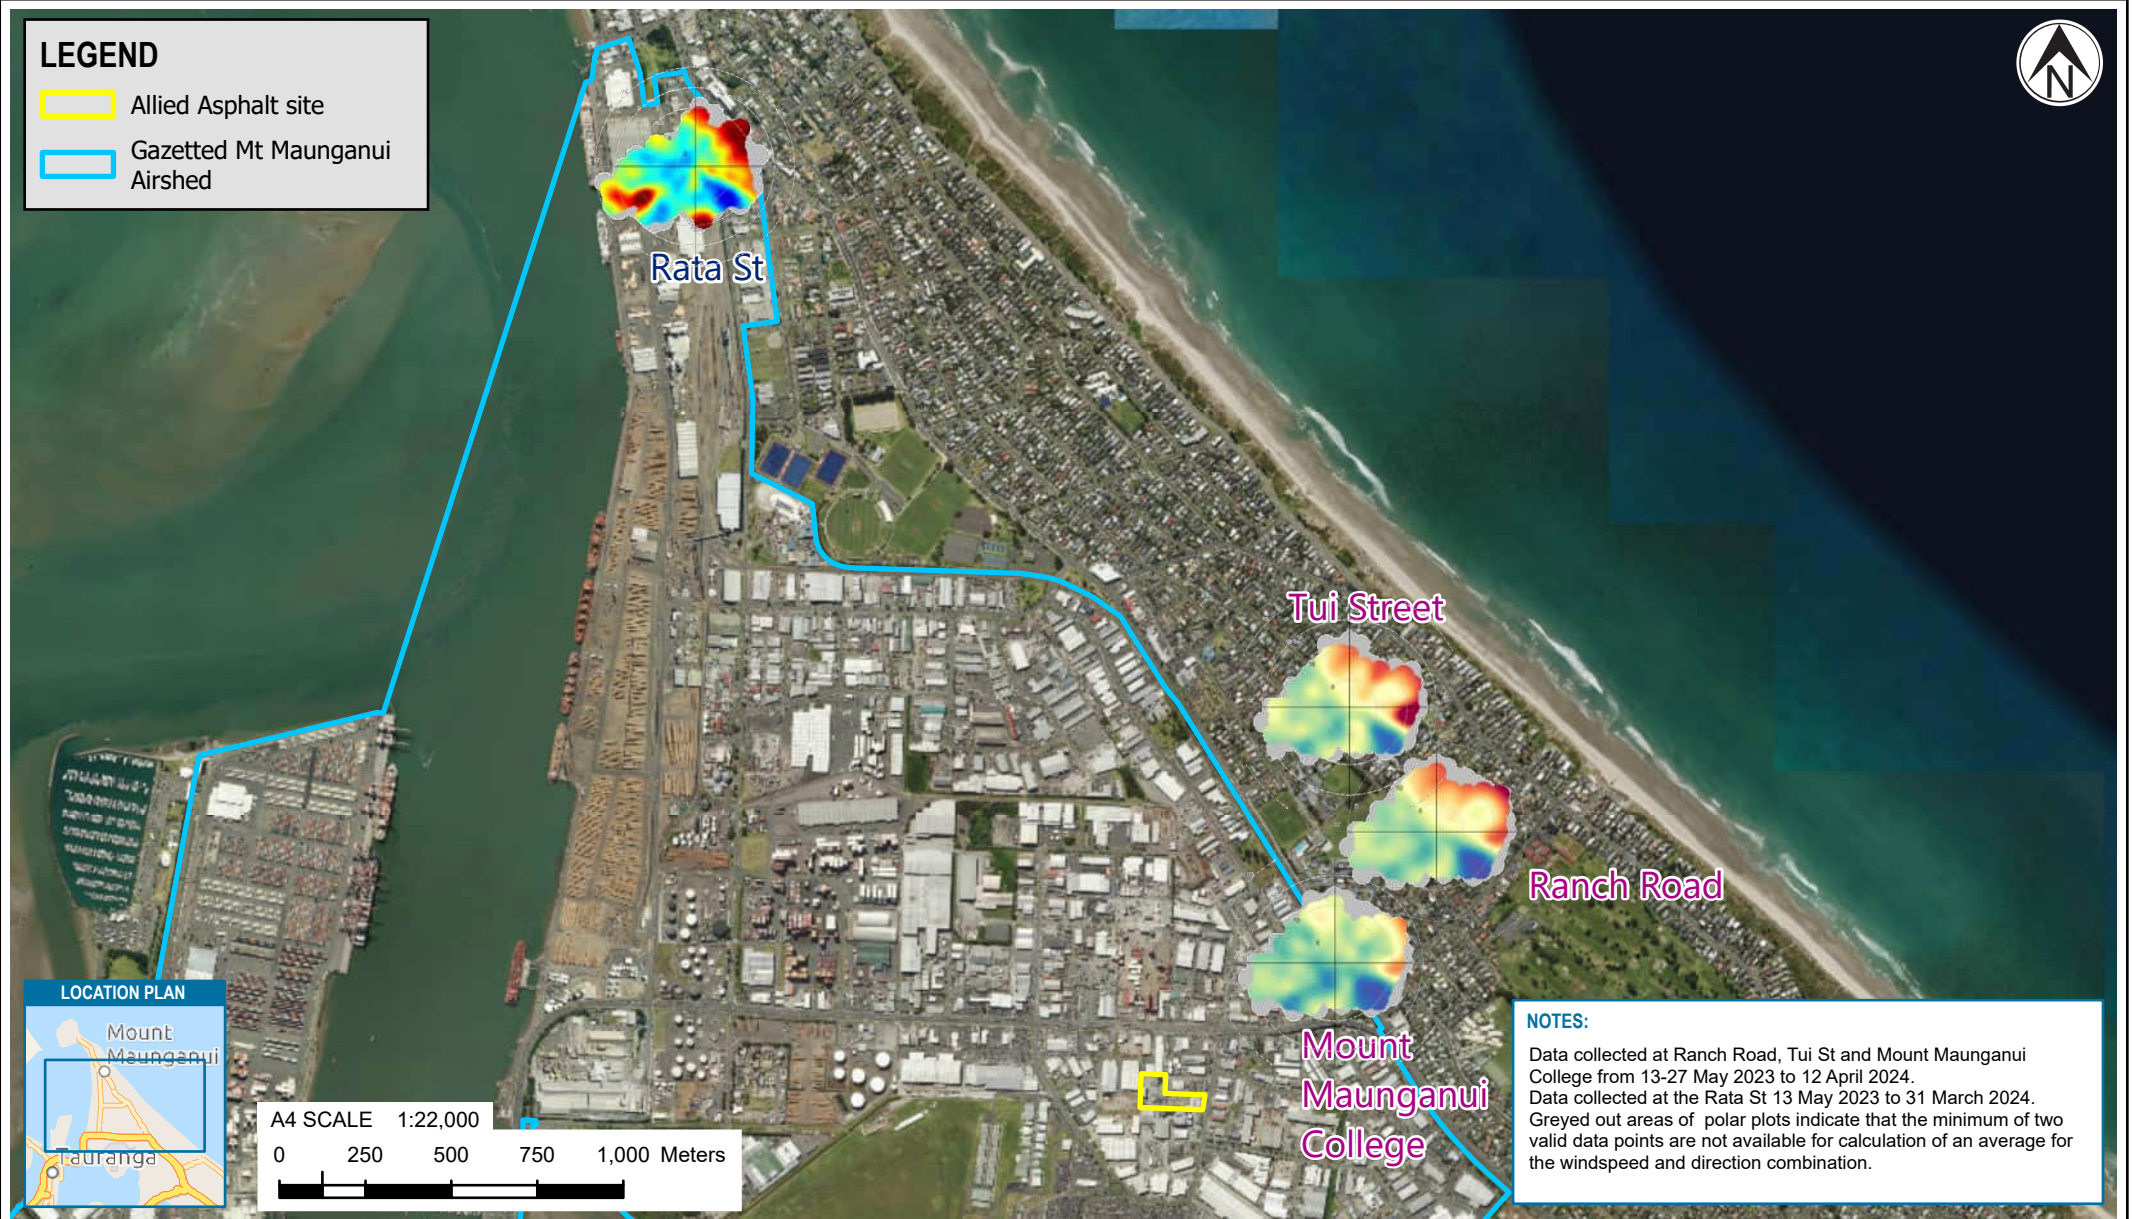 LEGEND
Allied Asphalt site
Gazetted Mt Maunganui
Airshed
N
Rata St
Tui Street
Ranch Road
Mount
Maunganui
College
LOCATION PLAN
Mount
Maunganui
Tauranga
A4 SCALE 1:22,000
0 250 500 750 1,000 Meters
NOTES:
Data collected at Ranch Road, Tui St and Mount Maunganui
College from 13-27 May 2023 to 12 April 2024.
Data collected at the Rata St 13 May 2023 to 31 March 2024.
Greyed out areas of polar plots indicate that the minimum of two
valid data points are not available for calculation of an average for
the windspeed and direction combination.